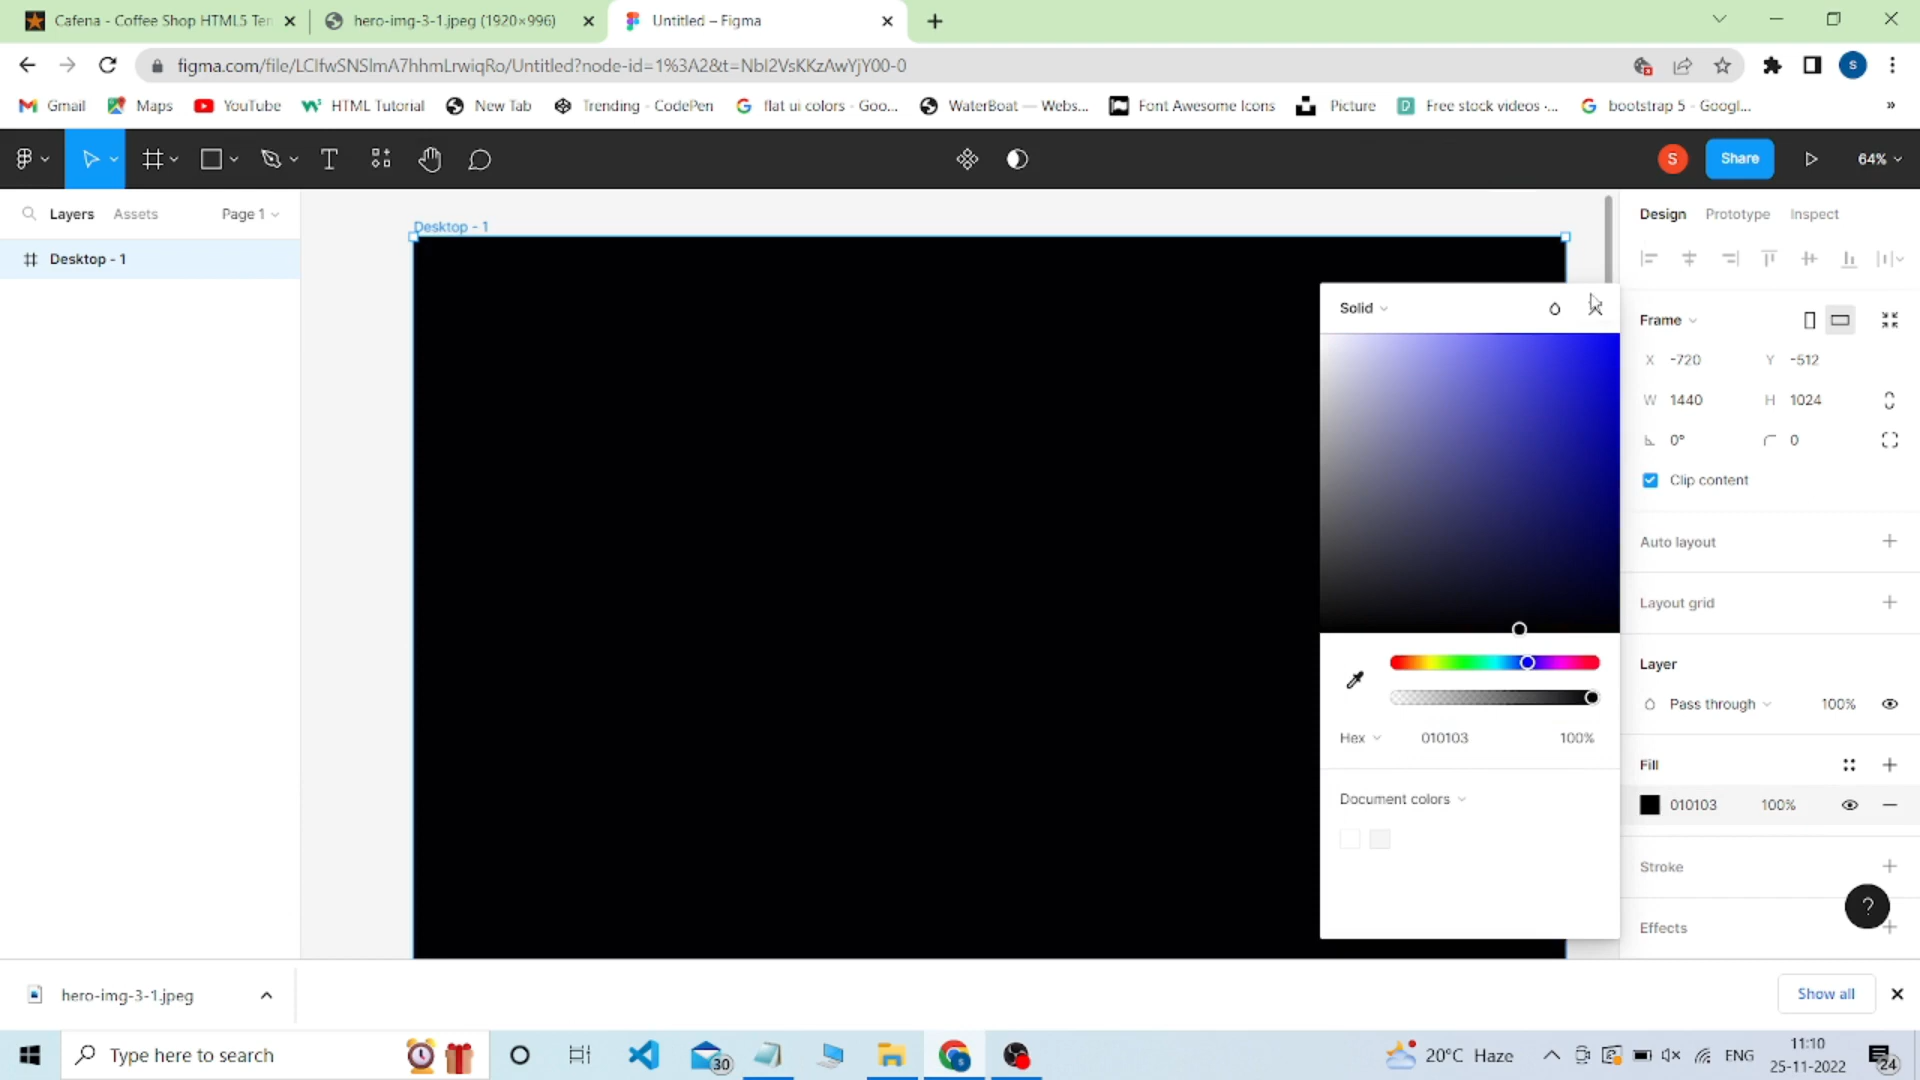 Cafena - Coffee Shop HTML5 Ten
hero-img-3-1.jpeg (1920×996)
Untitled – Figma
figma.com/file/LClfwSNSlmA7hhmLrwiqRo/Untitled?node-id=1%3A2&t=NbI2VsKKzAwYjY00-0
S
Gmail
Maps
YouTube
HTML Tutorial
New Tab
Trending - CodePen
flat ui colors - Goo...
WaterBoat — Webs...
Font Awesome Icons
Picture
Free stock videos ·...
bootstrap 5 - Googl...
»
S
Share
64%
Layers
Assets
Page 1
Design
Prototype
Inspect
Desktop - 1
Desktop - 1
Solid
Frame
X -720
Y -512
W 1440
H 1024
0°
0
Clip content
Auto layout
Layout grid
Layer
Pass through
100%
Hex
010103
100%
Fill
010103
100%
Document colors
Stroke
?
Effects
hero-img-3-1.jpeg
Show all
Type here to search
30
20°C Haze
ENG
11:10
25-11-2022
24